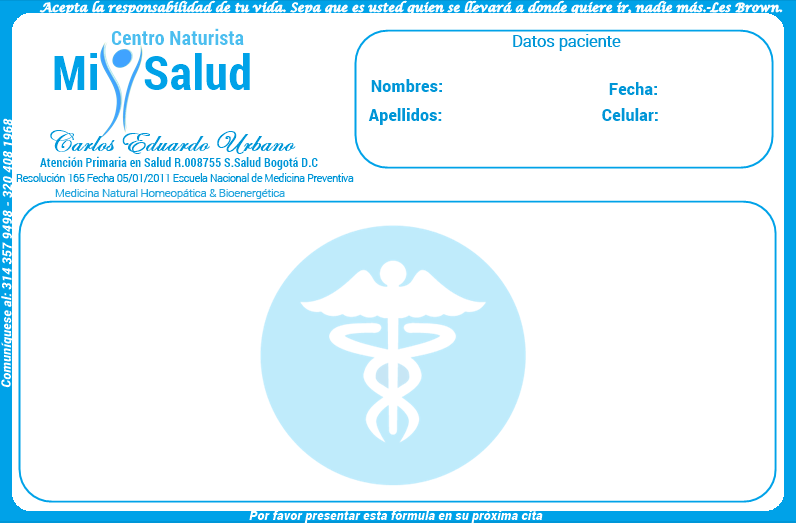 Acepta la responsabilidad de tu vida. Sepa que es usted quien se llevará a donde quiere ir, nadie más.-Les Brown.
Centro Naturista
Mi Salud
Carlos Eduardo Urbano
Atención Primaria en Salud R.008755 S.Salud Bogotá D.C
Resolución 165 Fecha 05/01/2011 Escuela Nacional de Medicina Preventiva
Medicina Natural Homeopática & Bioenergética
Datos paciente
Nombres:
Fecha:
Apellidos:
Celular:
Comuníquese al: 314 357 9498 - 320 408 1968
Por favor presentar esta fórmula en su próxima cita